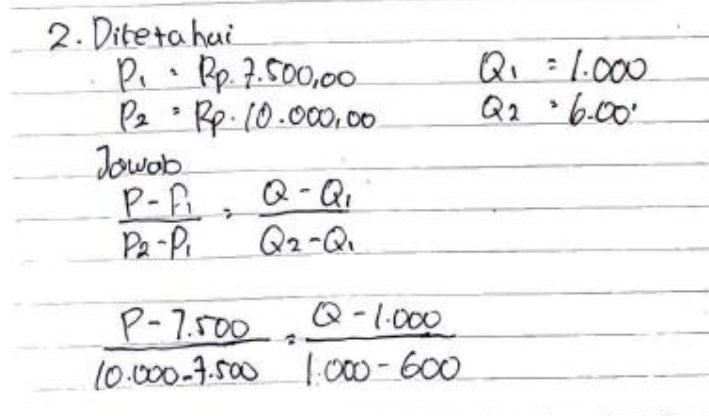 2. Diketahui
P₁ = Rp. 7.500,00 Q₁ = 1.000
P₂ = Rp. 10.000,00 Q₂ = 6.00
Jawab
P - P₁ / P₂ - P₁ = Q - Q₁ / Q₂ - Q₁
P - 7.500 / 10.000 - 7.500 = Q - 1.000 / 1.000 - 600